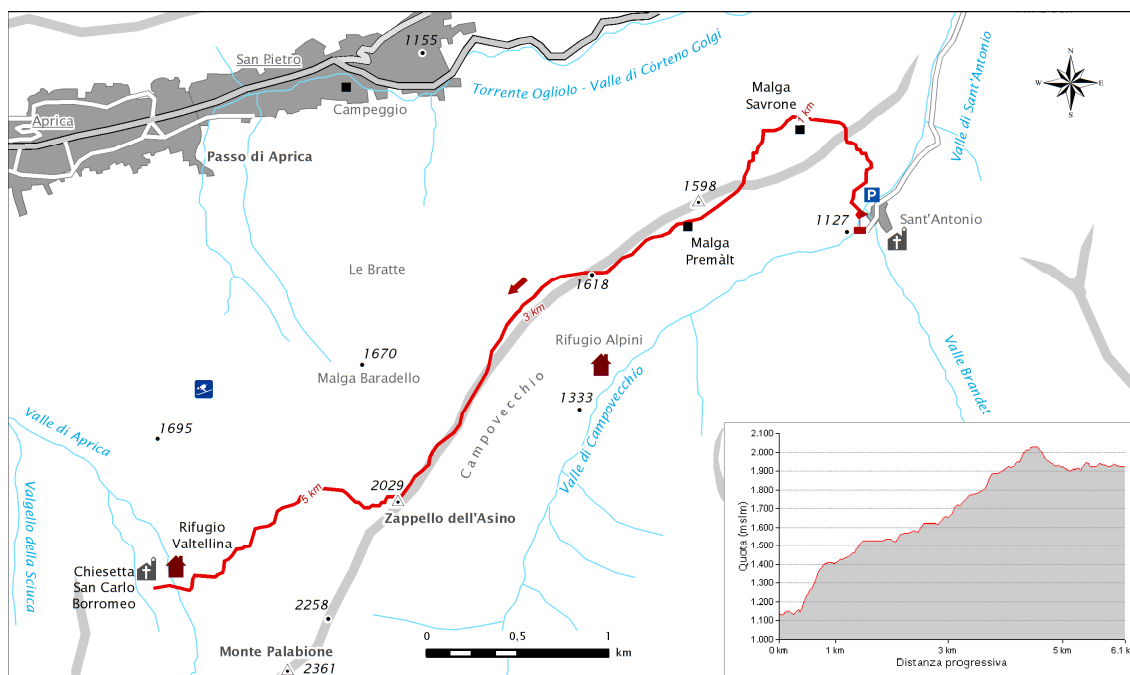 1155
San Pietro
Torrente Ogliolo - Valle di Córteno Golgi
Campeggio
Aprica
Passo di Aprica
Malga
Savrone
1 km
Valle di Sant'Antonio
N
W
E
S
P
1598
1127
Sant'Antonio
Malga
Premàlt
Le Bratte
1618
3 km
Rifugio Alpini
1670
Malga Baradello
1333
Campovecchio
Valle di Campovecchio
Valle Brandet
1695
Valle di Aprica
Valgello della Sciuca
5 km
2029
Zappello dell'Asino
Rifugio
Valtellina
Chiesetta
San Carlo
Borromeo
2258
Monte Palabione
2361
0
0,5
1
km
2.100
2.000
1.900
1.800
1.700
1.600
1.500
1.400
1.300
1.200
1.100
1.000
Quota (m slm)
0 km
1 km
3 km
5 km
6.1 k
Distanza progressiva